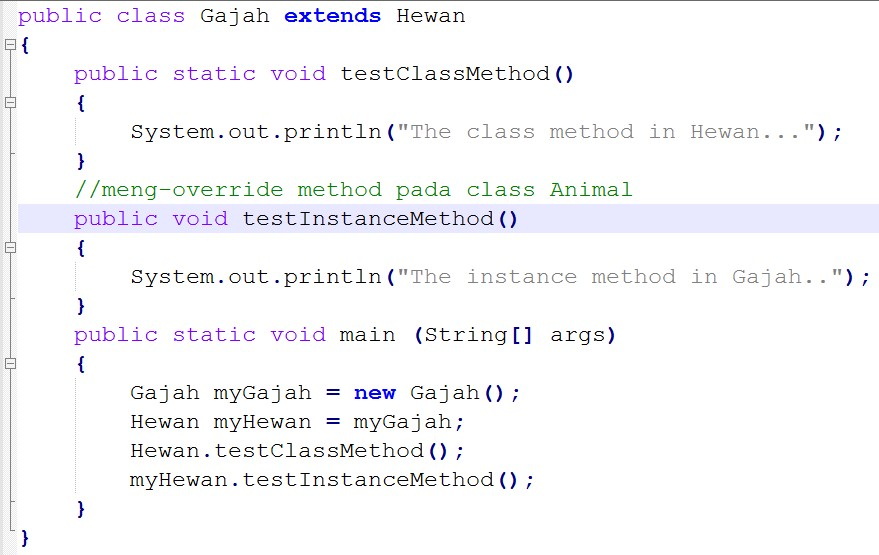 public class Gajah extends Hewan
{
public static void testClassMethod()
{
System.out.println("The class method in Hewan...");
}
//meng-override method pada class Animal
public void testInstanceMethod()
{
System.out.println("The instance method in Gajah..");
}
public static void main (String[] args)
{
Gajah myGajah = new Gajah();
Hewan myHewan = myGajah;
Hewan.testClassMethod();
myHewan.testInstanceMethod();
}
}